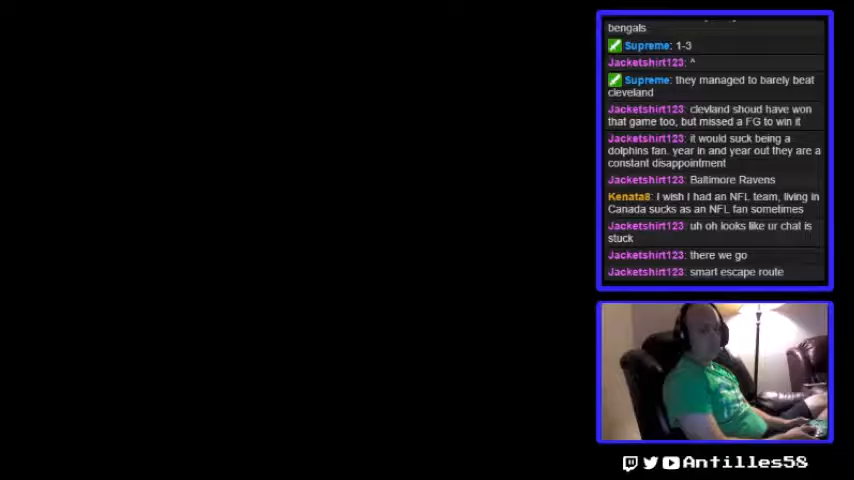 bengals
Supreme: 1-3
Jacketshirt123: ^
Supreme: they managed to barely beat
cleveland
Jacketshirt123: clevland shoud have won
that game too, but missed a FG to win it
Jacketshirt123: it would suck being a
dolphins fan. year in and year out they are a
constant disappointment
Jacketshirt123: Baltimore Ravens
Kenata8: I wish I had an NFL team, living in
Canada sucks as an NFL fan sometimes
Jacketshirt123: uh oh looks like ur chat is
stuck
Jacketshirt123: there we go
Jacketshirt123: smart escape route
Antilles58